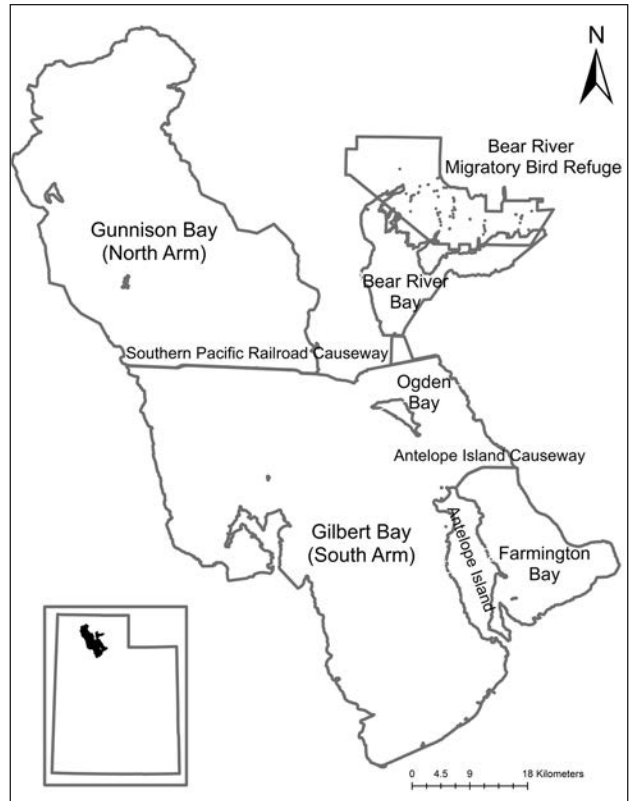 N
Bear River
Migratory Bird Refuge
Gunnison Bay
(North Arm)
Bear River
Bay
Southern Pacific Railroad Causeway
Ogden
Bay
Antelope Island Causeway
Gilbert Bay
(South Arm)
Antelope Island
Farmington
Bay
0 4.5 9 18 Kilometers